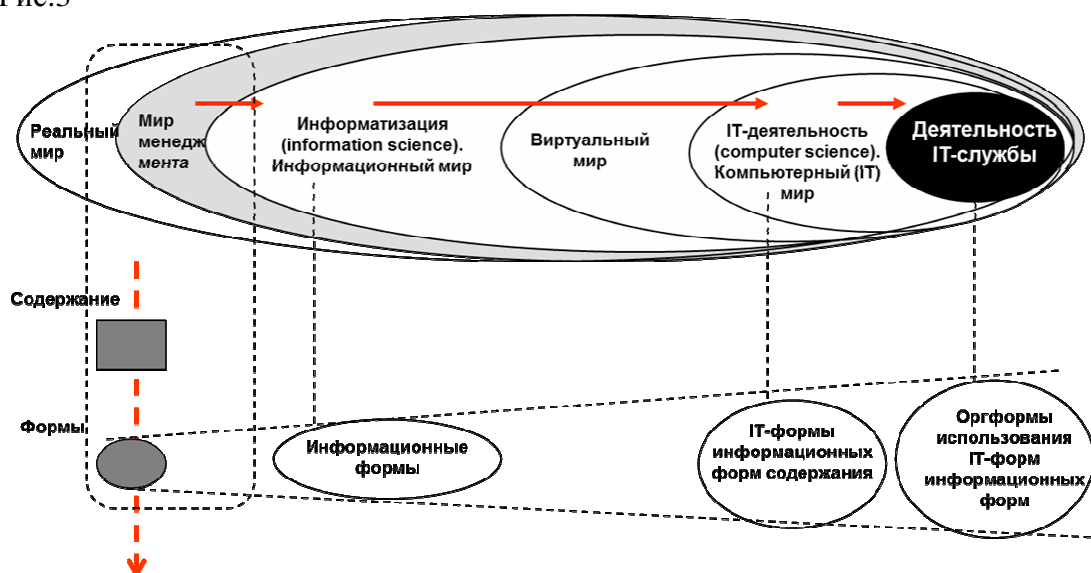 Рис.3
Реальный
мир
Мир
менедж
мента
Информатизация
(information science).
Информационный мир
Виртуальный
мир
IT-деятельность
(computer science).
Компьютерный (IT)
мир
Деятельность
IT-службы
Содержание
Формы
Информационные
формы
IT-формы
информационных
форм содержания
Оргформы
использования
IT-форм
информационных
форм